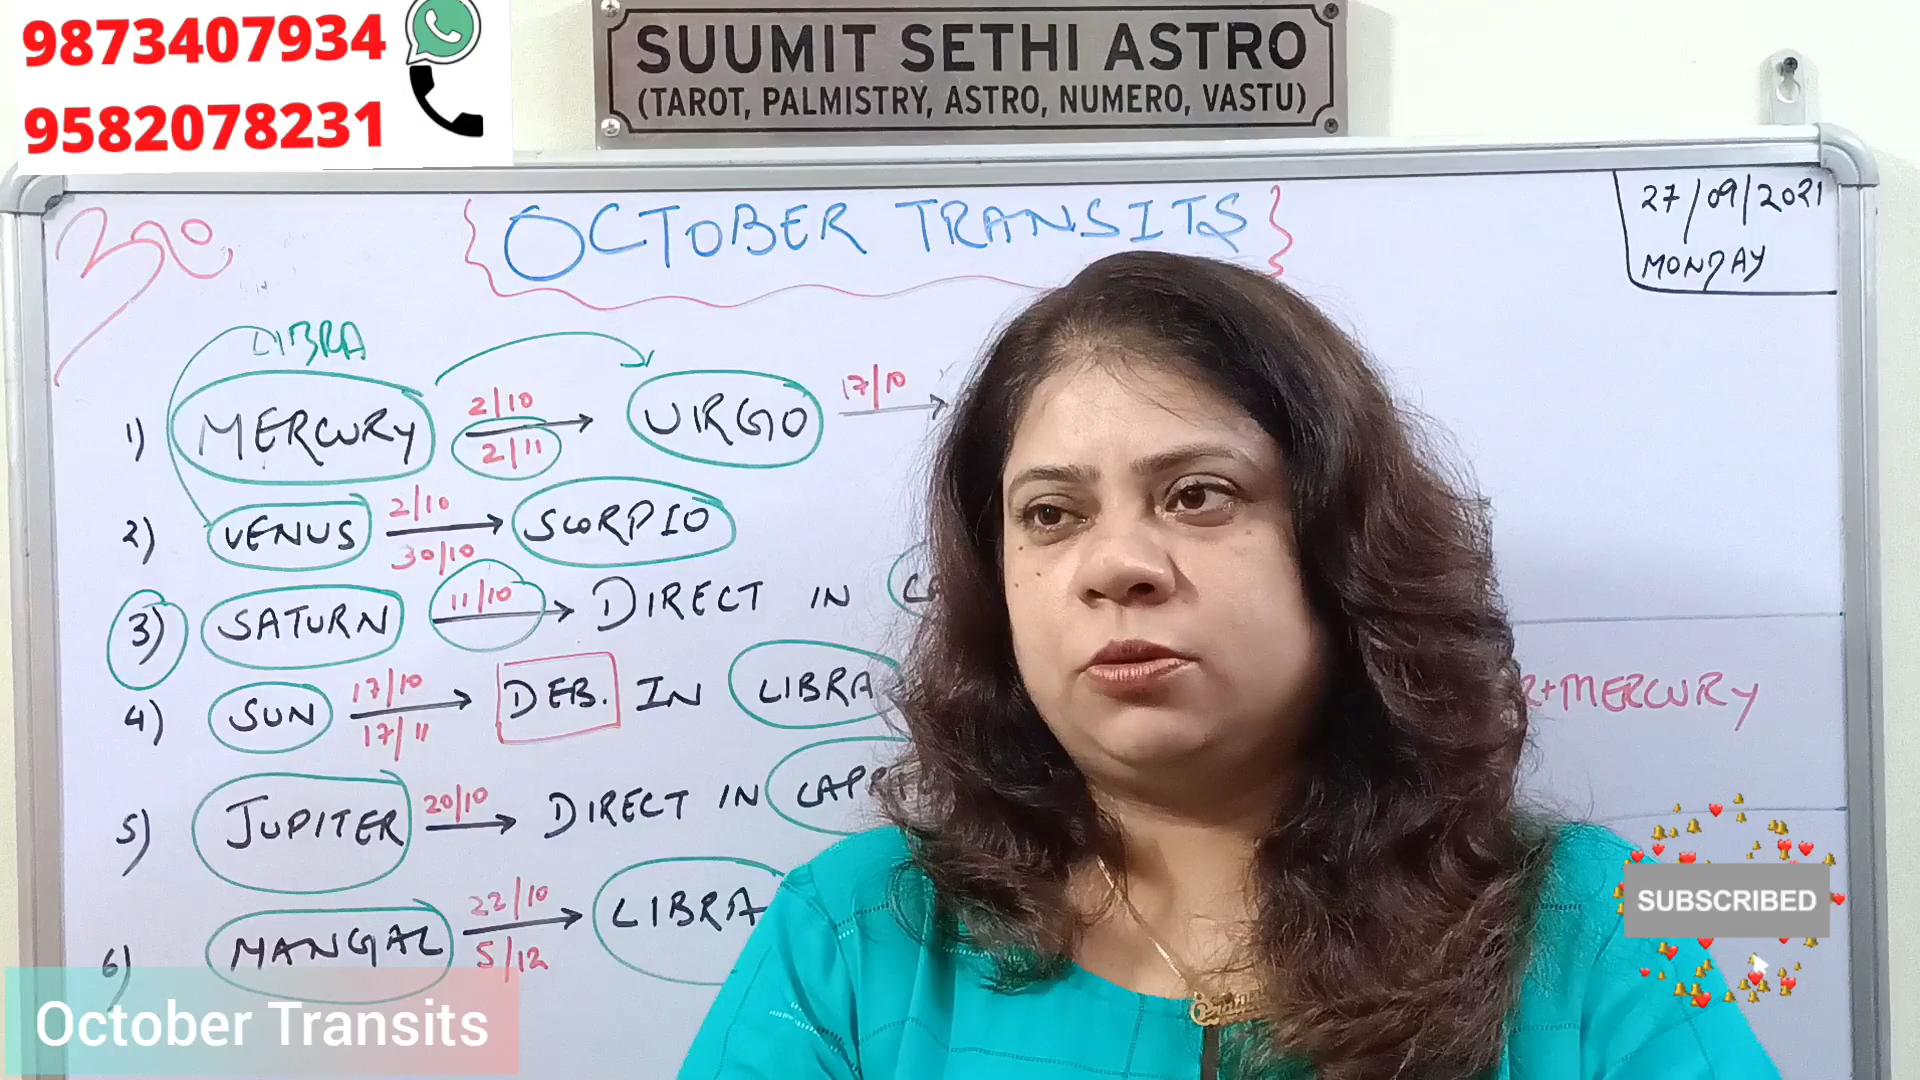 9873407934
9582078231
SUUMIT SETHI ASTRO
(TAROT, PALMISTRY, ASTRO, NUMERO, VASTU)
OCTOBER TRANSITS
27/09/2021
MONDAY
LIBRA
1) MERCURY 2/10 2/11 VIRGO 17/10
2) VENUS 2/10 30/10 SCORPIO
3) SATURN 11/10 DIRECT IN
4) SUN 17/10 17/11 DEB. IN LIBRA
+MERCURY
5) JUPITER 20/10 DIRECT IN
6) MANGAL 22/10 5/12 LIBRA
SUBSCRIBED
October Transits